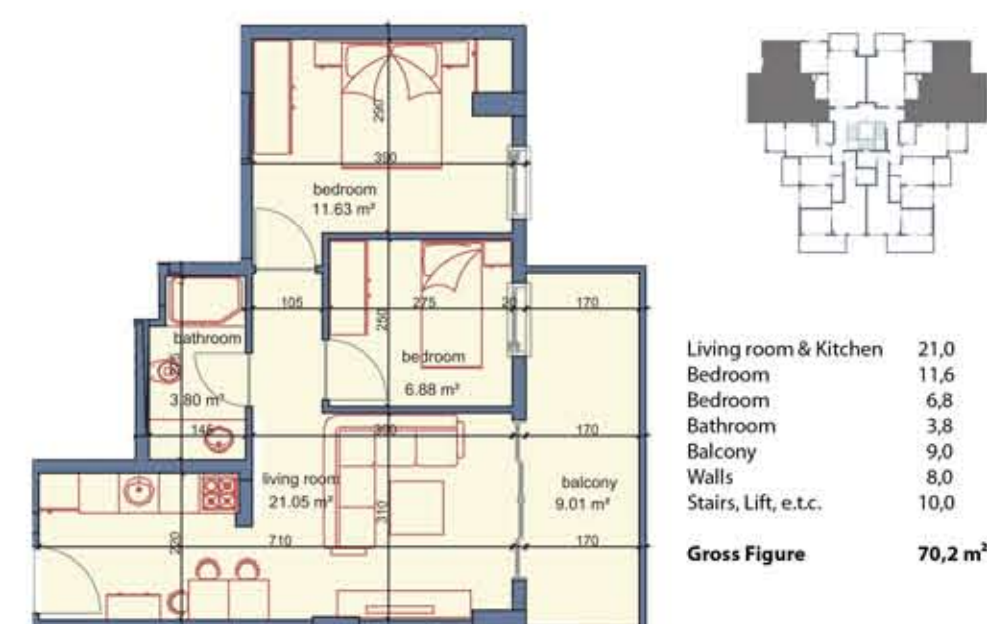 290
390
bedroom
11.63 m²
105
275
20
170
250
bathroom
bedroom
3.80 m²
6.88 m²
145
390
170
living room
21.05 m²
310
balcony
9.01 m²
220
710
170
Living room & Kitchen 21,0
Bedroom 11,6
Bedroom 6,8
Bathroom 3,8
Balcony 9,0
Walls 8,0
Stairs, Lift, e.t.c. 10,0
Gross Figure 70,2 m²